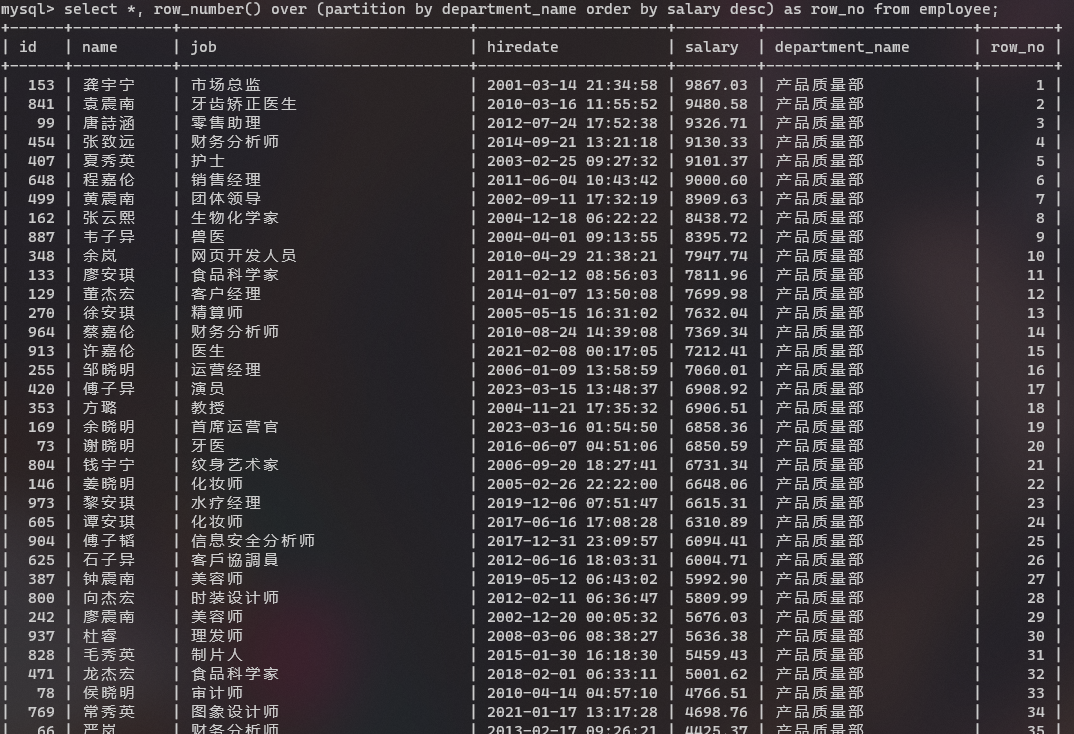 mysql> select *, row_number() over (partition by department_name order by salary desc) as row_no from employee;
| id | name | job | hiredate | salary | department_name | row_no |
| 153 | 龚宇宁 | 市场总监 | 2001-03-14 21:34:58 | 9867.03 | 产品质量部 | 1 |
| 841 | 袁震南 | 牙齿矫正医生 | 2010-03-16 11:55:52 | 9480.58 | 产品质量部 | 2 |
| 99 | 唐詩涵 | 零售助理 | 2012-07-24 17:52:38 | 9326.71 | 产品质量部 | 3 |
| 454 | 张致远 | 财务分析师 | 2014-09-21 13:21:18 | 9130.33 | 产品质量部 | 4 |
| 407 | 夏秀英 | 护士 | 2003-02-25 09:27:32 | 9101.37 | 产品质量部 | 5 |
| 648 | 程嘉伦 | 销售经理 | 2011-06-04 10:43:42 | 9000.60 | 产品质量部 | 6 |
| 499 | 黄震南 | 团体领导 | 2002-09-11 17:32:19 | 8909.63 | 产品质量部 | 7 |
| 162 | 张云熙 | 生物化学家 | 2004-12-18 06:22:22 | 8438.72 | 产品质量部 | 8 |
| 887 | 韦子异 | 兽医 | 2004-04-01 09:13:55 | 8395.72 | 产品质量部 | 9 |
| 348 | 余岚 | 网页开发人员 | 2010-04-29 21:38:21 | 7947.74 | 产品质量部 | 10 |
| 133 | 廖安琪 | 食品科学家 | 2011-02-12 08:56:03 | 7811.96 | 产品质量部 | 11 |
| 129 | 董杰宏 | 客户经理 | 2014-01-07 13:50:08 | 7699.98 | 产品质量部 | 12 |
| 270 | 徐安琪 | 精算师 | 2005-05-15 16:31:02 | 7632.04 | 产品质量部 | 13 |
| 964 | 蔡嘉伦 | 财务分析师 | 2010-08-24 14:39:08 | 7369.34 | 产品质量部 | 14 |
| 913 | 许嘉伦 | 医生 | 2021-02-08 00:17:05 | 7212.41 | 产品质量部 | 15 |
| 255 | 邹晓明 | 运营经理 | 2006-01-09 13:58:59 | 7060.01 | 产品质量部 | 16 |
| 420 | 傅子异 | 演员 | 2023-03-15 13:48:37 | 6908.92 | 产品质量部 | 17 |
| 353 | 方璐 | 教授 | 2004-11-21 17:35:32 | 6906.51 | 产品质量部 | 18 |
| 169 | 余晓明 | 首席运营官 | 2023-03-16 01:54:50 | 6858.36 | 产品质量部 | 19 |
| 73 | 谢晓明 | 牙医 | 2016-06-07 04:51:06 | 6850.59 | 产品质量部 | 20 |
| 804 | 钱宇宁 | 纹身艺术家 | 2006-09-20 18:27:41 | 6731.34 | 产品质量部 | 21 |
| 146 | 姜晓明 | 化妆师 | 2005-02-26 22:22:00 | 6648.06 | 产品质量部 | 22 |
| 973 | 黎安琪 | 水疗经理 | 2019-12-06 07:51:47 | 6615.31 | 产品质量部 | 23 |
| 605 | 谭安琪 | 化妆师 | 2017-06-16 17:08:28 | 6310.89 | 产品质量部 | 24 |
| 904 | 傅子韬 | 信息安全分析师 | 2017-12-31 23:09:57 | 6094.41 | 产品质量部 | 25 |
| 625 | 石子异 | 客戶協調員 | 2012-06-16 18:03:31 | 6004.71 | 产品质量部 | 26 |
| 387 | 钟震南 | 美容师 | 2019-05-12 06:43:02 | 5992.90 | 产品质量部 | 27 |
| 800 | 向杰宏 | 时装设计师 | 2012-02-11 06:36:47 | 5809.99 | 产品质量部 | 28 |
| 242 | 廖震南 | 美容师 | 2002-12-20 00:05:32 | 5676.03 | 产品质量部 | 29 |
| 937 | 杜睿 | 理发师 | 2008-03-06 08:38:27 | 5636.38 | 产品质量部 | 30 |
| 828 | 毛秀英 | 制片人 | 2015-01-30 16:18:30 | 5459.43 | 产品质量部 | 31 |
| 471 | 龙杰宏 | 食品科学家 | 2018-02-01 06:33:11 | 5001.62 | 产品质量部 | 32 |
| 78 | 侯晓明 | 审计师 | 2010-04-14 04:57:10 | 4766.51 | 产品质量部 | 33 |
| 769 | 常秀英 | 图象设计师 | 2021-01-17 13:17:28 | 4698.76 | 产品质量部 | 34 |
| 66 | 严岚 | 财务分析师 | 2013-02-17 09:26:21 | 4425.37 | 产品质量部 | 35 |